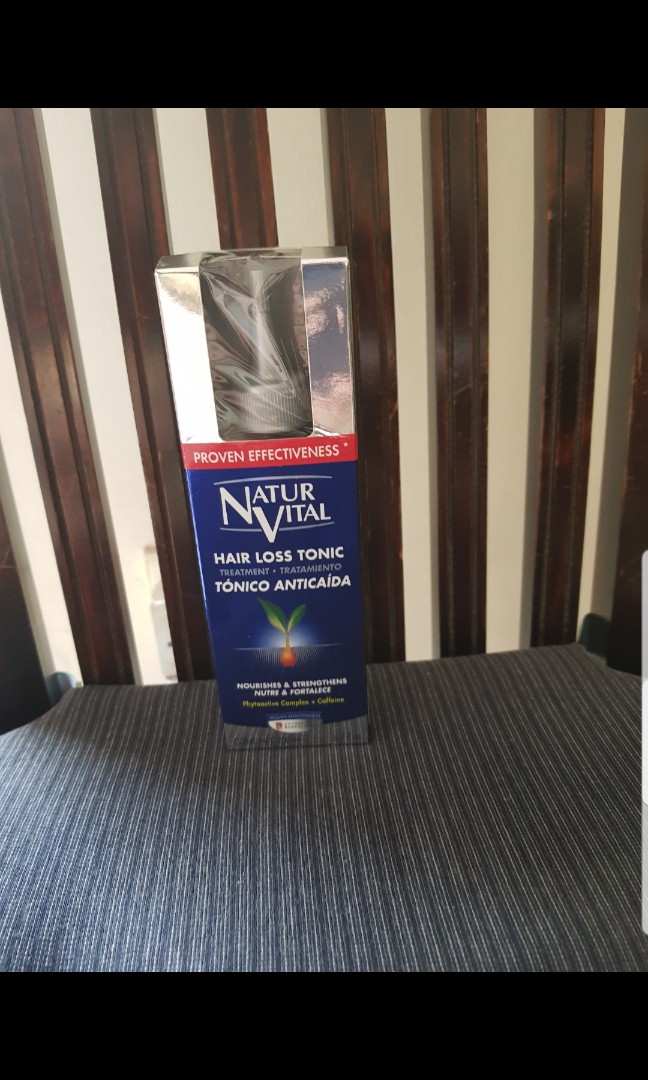 PROVEN EFFECTIVENESS *
NATUR
VITAL
HAIR LOSS TONIC
TREATMENT • TRATAMIENTO
TÓNICO ANTICAÍDA
NOURISHES & STRENGTHENS
NUTRE & FORTALECE
Phytoactive Complex + Caffeine